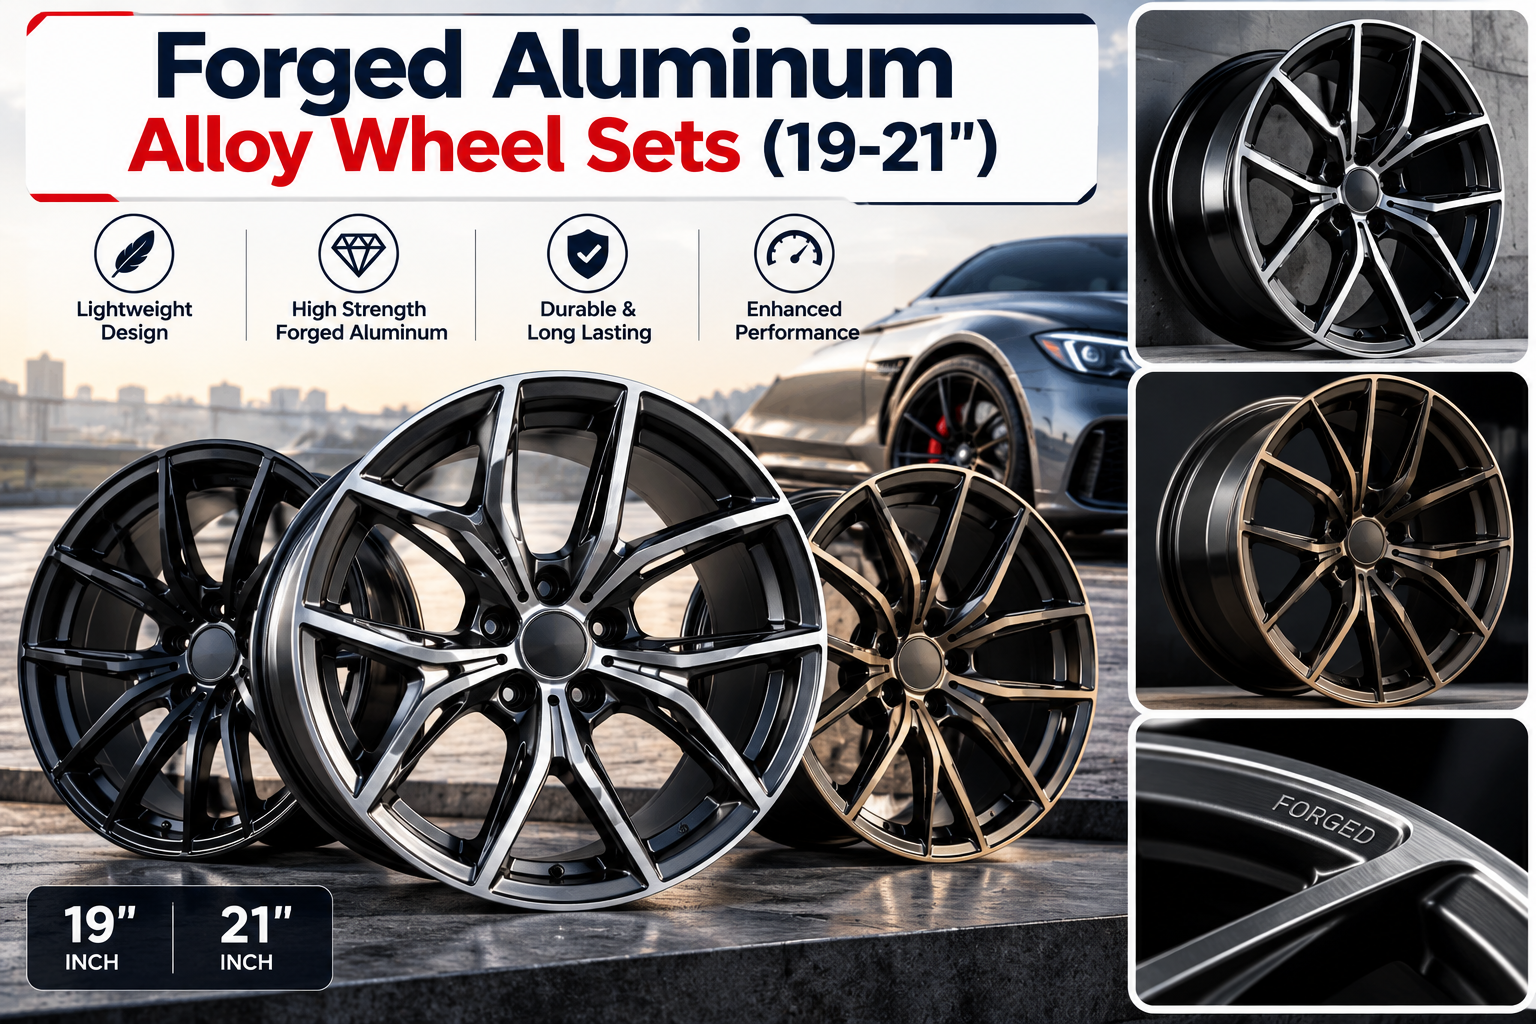 Forged Aluminum
Alloy Wheel Sets (19-21")
Lightweight
Design
High Strength
Forged Aluminum
Durable &
Long Lasting
Enhanced
Performance
19"
INCH
21"
INCH
FORGED